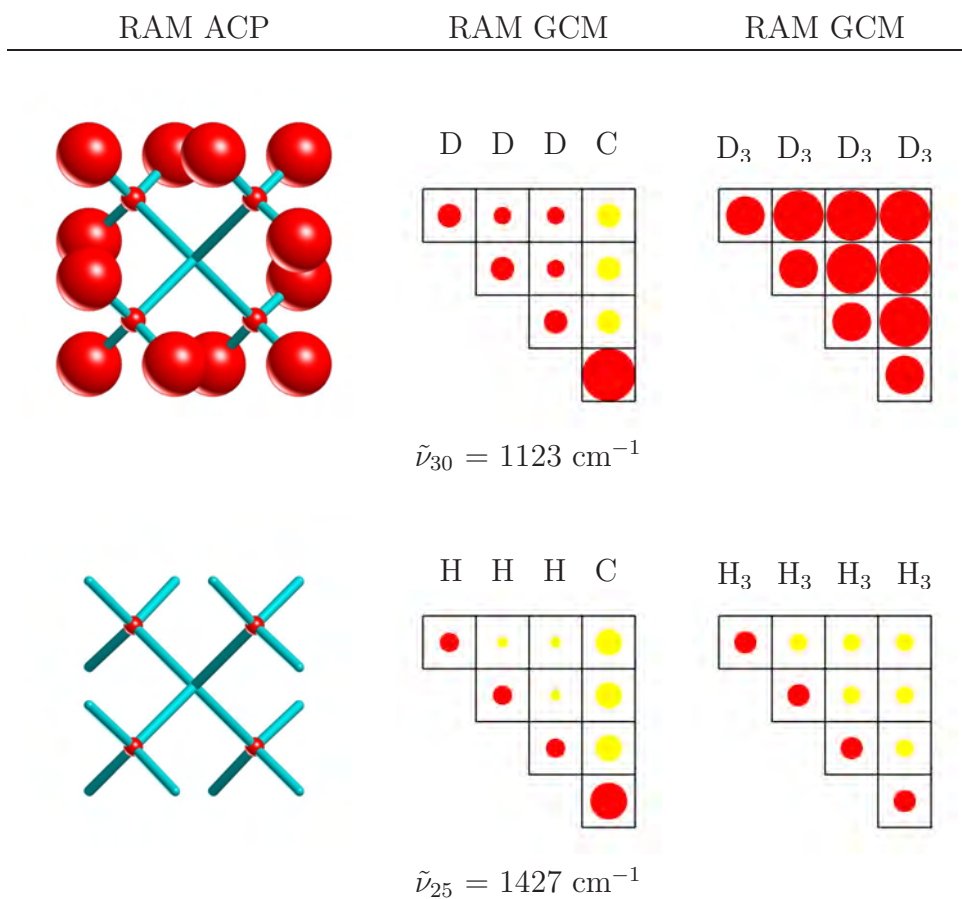 RAM ACP RAM GCM RAM GCM
D D D C D₃ D₃ D₃ D₃
ν̃₃₀ = 1123 cm⁻¹
H H H C H₃ H₃ H₃ H₃
ν̃₂₅ = 1427 cm⁻¹